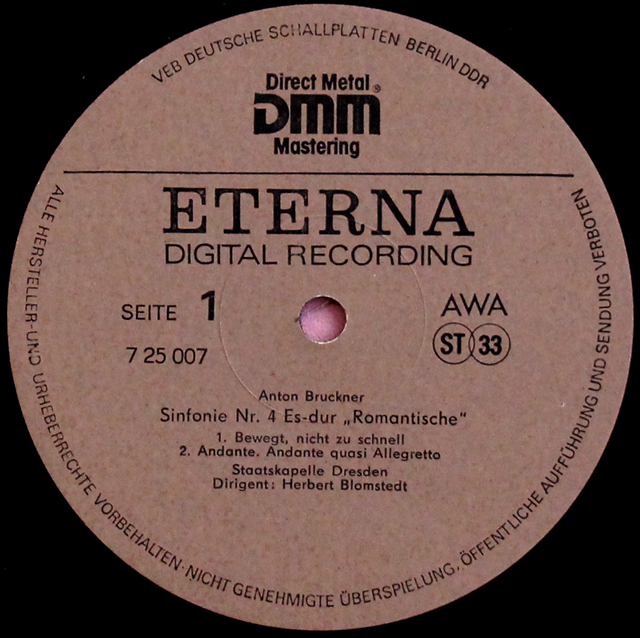 VEB DEUTSCHE SCHALLPLATTEN BERLIN DDR
Direct Metal®
DMM
Mastering
ETERNA
DIGITAL RECORDING
SEITE 1
7 25 007
AWA
ST 33
Anton Bruckner
Sinfonie Nr. 4 Es-dur „Romantische“
1. Bewegt, nicht zu schnell
2. Andante. Andante quasi Allegretto
Staatskapelle Dresden
Dirigent: Herbert Blomstedt
ALLE HERSTELLER-UND URHEBERRECHTE VORBEHALTEN·NICHT GENEHMIGTE ÜBERSPIELUNG, ÖFFENTLICHE AUFFÜHRUNG UND SENDUNG VERBOTEN